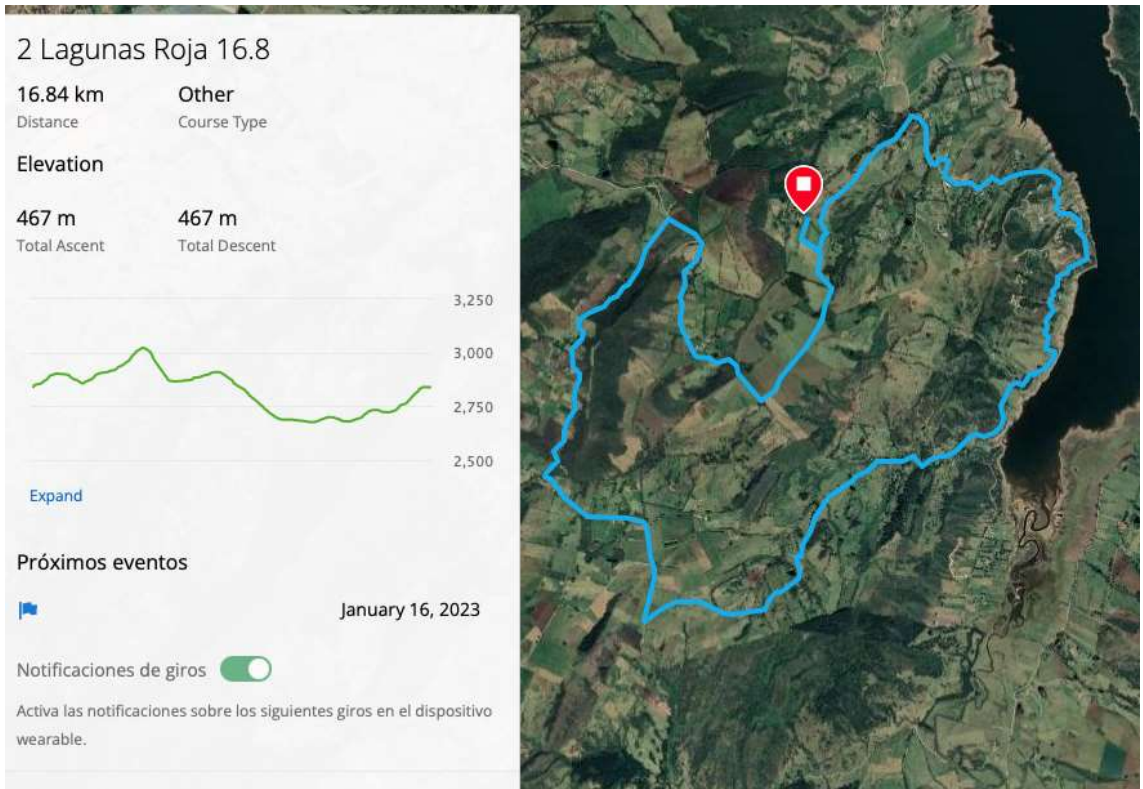 2 Lagunas Roja 16.8
16.84 km Other
Distance Course Type
Elevation
467 m 467 m
Total Ascent Total Descent
3,250
3,000
2,750
2,500
Expand
Próximos eventos
January 16, 2023
Notificaciones de giros
Activa las notificaciones sobre los siguientes giros en el dispositivo
wearable.